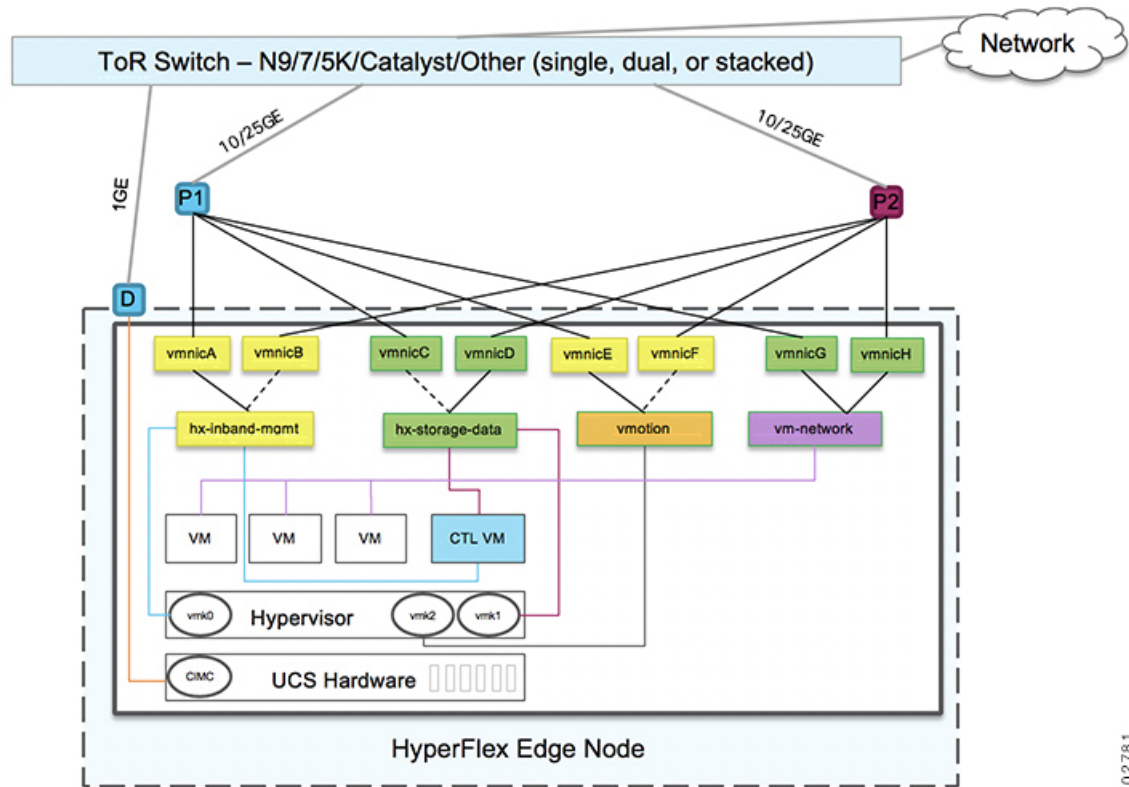 Network
ToR Switch – N9/7/5K/Catalyst/Other (single, dual, or stacked)
10/25GE
10/25GE
1GE
P1
P2
D
vmnicA
vmnicB
vmnicC
vmnicD
vmnicE
vmnicF
vmnicG
vmnicH
hx-inband-mgmt
hx-storage-data
vmotion
vm-network
VM
VM
VM
CTL VM
vmk0
Hypervisor
vmk2
vmk1
CIMC
UCS Hardware
HyperFlex Edge Node